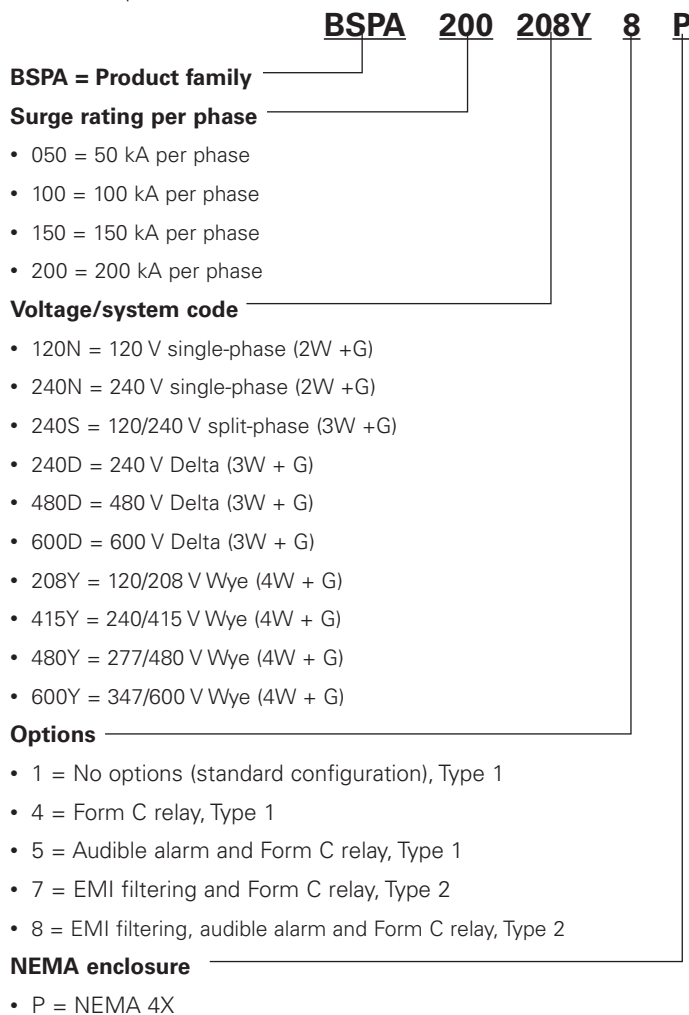 BSPA 200 208Y 8 P
BSPA = Product family
Surge rating per phase
• 050 = 50 kA per phase
• 100 = 100 kA per phase
• 150 = 150 kA per phase
• 200 = 200 kA per phase
Voltage/system code
• 120N = 120 V single-phase (2W +G)
• 240N = 240 V single-phase (2W +G)
• 240S = 120/240 V split-phase (3W +G)
• 240D = 240 V Delta (3W + G)
• 480D = 480 V Delta (3W + G)
• 600D = 600 V Delta (3W + G)
• 208Y = 120/208 V Wye (4W + G)
• 415Y = 240/415 V Wye (4W + G)
• 480Y = 277/480 V Wye (4W + G)
• 600Y = 347/600 V Wye (4W + G)
Options
• 1 = No options (standard configuration), Type 1
• 4 = Form C relay, Type 1
• 5 = Audible alarm and Form C relay, Type 1
• 7 = EMI filtering and Form C relay, Type 2
• 8 = EMI filtering, audible alarm and Form C relay, Type 2
NEMA enclosure
• P = NEMA 4X